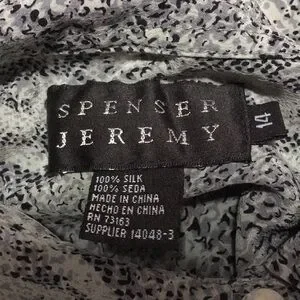 SPENSER
JEREMY
14
100% SILK
100% SEDA
MADE IN CHINA
HECHO EN CHINA
RN 73163
SUPPLIER 14048-3